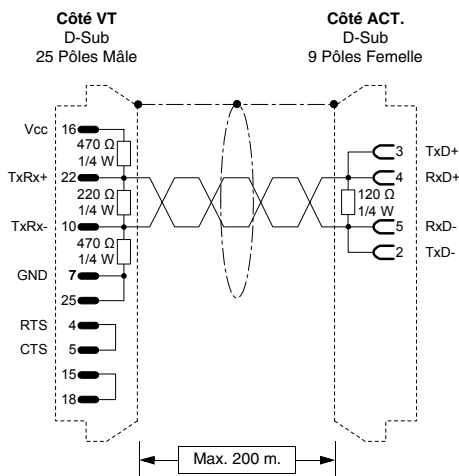 Côté VT
D-Sub
25 Pôles Mâle
Côté ACT.
D-Sub
9 Pôles Femelle
Vcc 16
470 Ω
1/4 W
TxRx+ 22
220 Ω
1/4 W
TxRx- 10
470 Ω
1/4 W
GND 7
25
RTS 4
CTS 5
15
18
3 TxD+
4 RxD+
120 Ω
1/4 W
5 RxD-
2 TxD-
Max. 200 m.